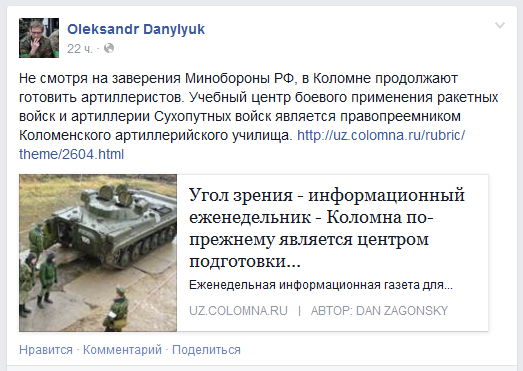 Oleksandr Danylyuk
22 ч. ·
Не смотря на заверения Минобороны РФ, в Коломне продолжают
готовить артиллеристов. Учебный центр боевого применения ракетных
войск и артиллерии Сухопутных войск является правопреемником
Коломенского артиллерийского училища. http://uz.colomna.ru/rubric/
theme/2604.html
Угол зрения - информационный
еженедельник - Коломна по-
прежнему является центром
подготовки...
Еженедельная информационная газета для...
UZ.COLOMNA.RU | АВТОР: DAN ZAGONSKY
Нравится · Комментарий · Поделиться